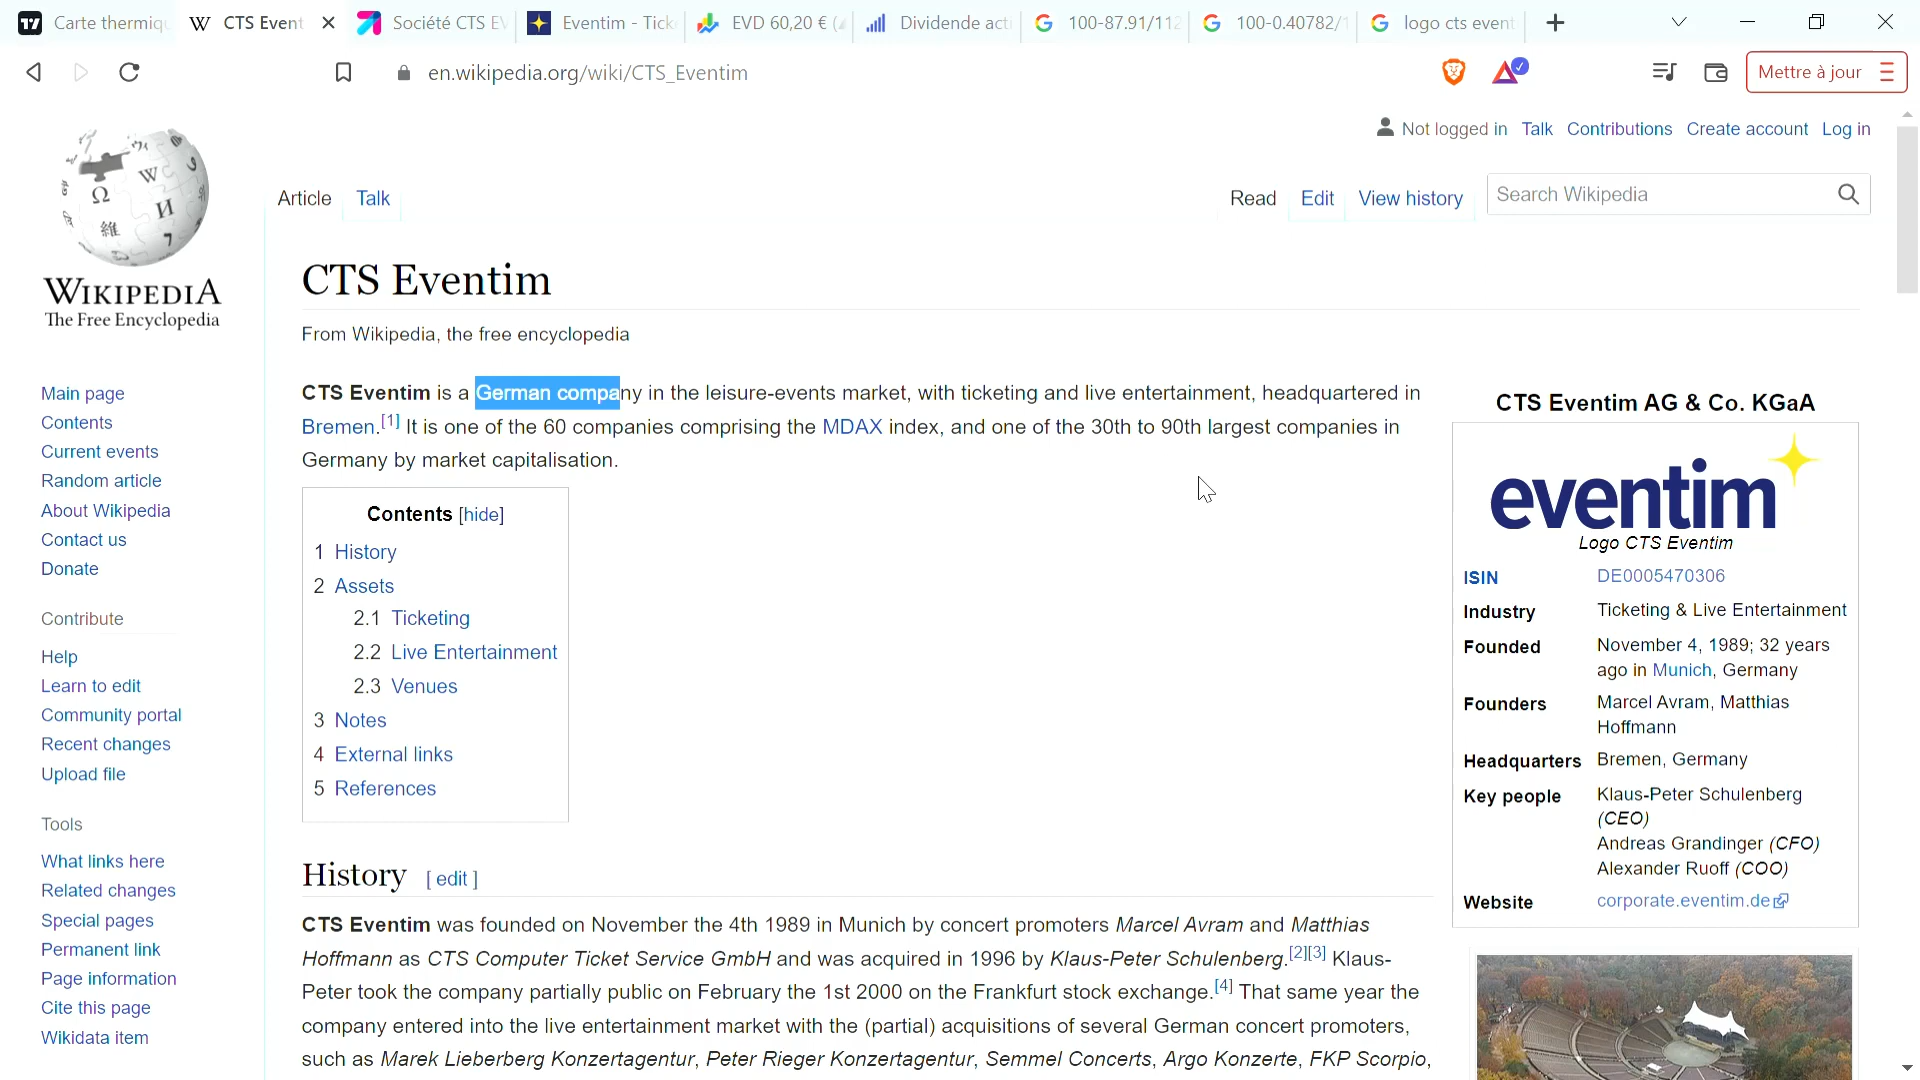 Carte thermiqu
CTS Event
Société CTS EV
Eventim - Tick
EVD 60,20 €
Dividende acti
100-87.91/112
100-0.40782/1
logo cts event
en.wikipedia.org/wiki/CTS_Eventim
Mettre à jour
Not logged in Talk Contributions Create account Log in
Article Talk
Read Edit View history
Search Wikipedia
WIKIPEDIA
The Free Encyclopedia
Main page
Contents
Current events
Random article
About Wikipedia
Contact us
Donate
Contribute
Help
Learn to edit
Community portal
Recent changes
Upload file
Tools
What links here
Related changes
Special pages
Permanent link
Page information
Cite this page
Wikidata item
CTS Eventim
From Wikipedia, the free encyclopedia
CTS Eventim is a German company in the leisure-events market, with ticketing and live entertainment, headquartered in
Bremen.[1] It is one of the 60 companies comprising the MDAX index, and one of the 30th to 90th largest companies in
Germany by market capitalisation.
Contents [hide]
1 History
2 Assets
2.1 Ticketing
2.2 Live Entertainment
2.3 Venues
3 Notes
4 External links
5 References
History [ edit ]
CTS Eventim was founded on November the 4th 1989 in Munich by concert promoters Marcel Avram and Matthias
Hoffmann as CTS Computer Ticket Service GmbH and was acquired in 1996 by Klaus-Peter Schulenberg.[2][3] Klaus-
Peter took the company partially public on February the 1st 2000 on the Frankfurt stock exchange.[4] That same year the
company entered into the live entertainment market with the (partial) acquisitions of several German concert promoters,
such as Marek Lieberberg Konzertagentur, Peter Rieger Konzertagentur, Semmel Concerts, Argo Konzerte, FKP Scorpio,
CTS Eventim AG & Co. KGaA
eventim
Logo CTS Eventim
ISIN DE0005470306
Industry Ticketing & Live Entertainment
Founded November 4, 1989; 32 years
ago in Munich, Germany
Founders Marcel Avram, Matthias
Hoffmann
Headquarters Bremen, Germany
Key people Klaus-Peter Schulenberg
(CEO)
Andreas Grandinger (CFO)
Alexander Ruoff (COO)
Website corporate.eventim.de